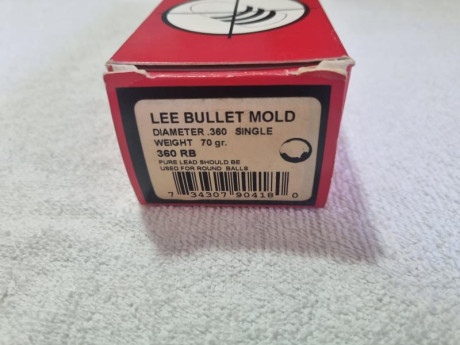 LEE BULLET MOLD
DIAMETER .360 SINGLE
WEIGHT 70 gr.
360 RB
PURE LEAD SHOULD BE
USED FOR ROUND BALLS
7 34307 90418 0